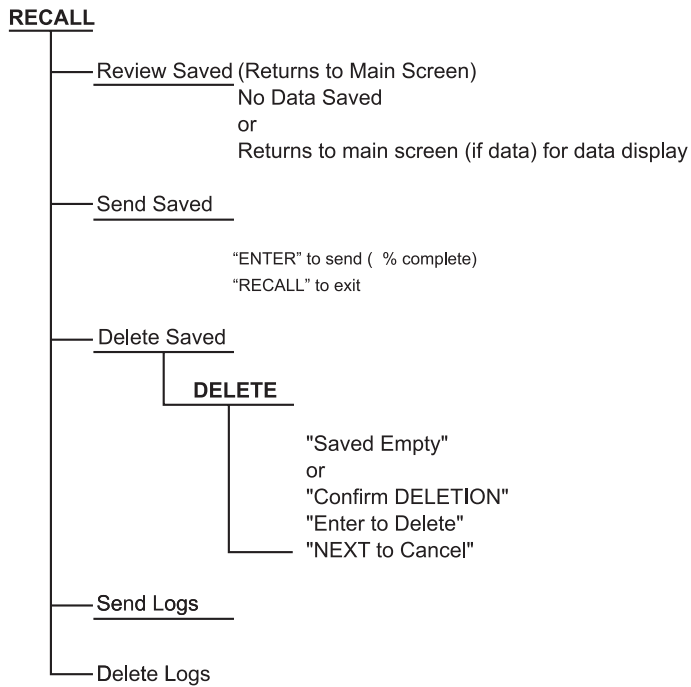 RECALL
Review Saved (Returns to Main Screen)
No Data Saved
or
Returns to main screen (if data) for data display
Send Saved
“ENTER” to send (  % complete)
“RECALL” to exit
Delete Saved
DELETE
"Saved Empty"
or
"Confirm DELETION"
"Enter to Delete"
"NEXT to Cancel"
Send Logs
Delete Logs